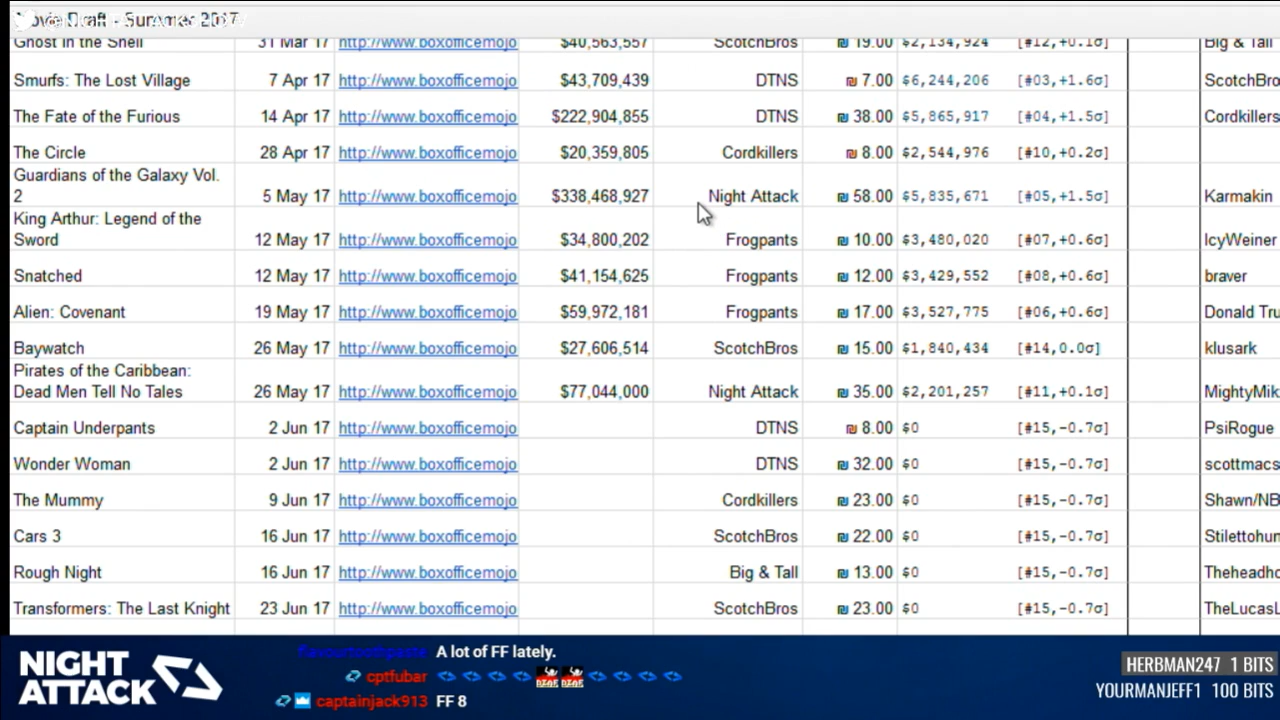 Movie Draft - Summer 2017
Ghost in the Shell 31 Mar 17 http://www.boxofficemojo $40,563,557 ScotchBros ₪ 19.00 $2,134,924 [#12,+0.1σ] Big & Tall
Smurfs: The Lost Village 7 Apr 17 http://www.boxofficemojo $43,709,439 DTNS ₪ 7.00 $6,244,206 [#03,+1.6σ] ScotchBro
The Fate of the Furious 14 Apr 17 http://www.boxofficemojo $222,904,855 DTNS ₪ 38.00 $5,865,917 [#04,+1.5σ] Cordkillers
The Circle 28 Apr 17 http://www.boxofficemojo $20,359,805 Cordkillers ₪ 8.00 $2,544,976 [#10,+0.2σ]
Guardians of the Galaxy Vol.
2 5 May 17 http://www.boxofficemojo $338,468,927 Night Attack ₪ 58.00 $5,835,671 [#05,+1.5σ] Karmakin
King Arthur: Legend of the
Sword 12 May 17 http://www.boxofficemojo $34,800,202 Frogpants ₪ 10.00 $3,480,020 [#07,+0.6σ] IcyWeiner
Snatched 12 May 17 http://www.boxofficemojo $41,154,625 Frogpants ₪ 12.00 $3,429,552 [#08,+0.6σ] braver
Alien: Covenant 19 May 17 http://www.boxofficemojo $59,972,181 Frogpants ₪ 17.00 $3,527,775 [#06,+0.6σ] Donald Tru
Baywatch 26 May 17 http://www.boxofficemojo $27,606,514 ScotchBros ₪ 15.00 $1,840,434 [#14,0.0σ] klusark
Pirates of the Caribbean:
Dead Men Tell No Tales 26 May 17 http://www.boxofficemojo $77,044,000 Night Attack ₪ 35.00 $2,201,257 [#11,+0.1σ] MightyMik
Captain Underpants 2 Jun 17 http://www.boxofficemojo DTNS ₪ 8.00 $0 [#15,-0.7σ] PsiRogue
Wonder Woman 2 Jun 17 http://www.boxofficemojo DTNS ₪ 32.00 $0 [#15,-0.7σ] scottmacs
The Mummy 9 Jun 17 http://www.boxofficemojo Cordkillers ₪ 23.00 $0 [#15,-0.7σ] Shawn/NB
Cars 3 16 Jun 17 http://www.boxofficemojo ScotchBros ₪ 22.00 $0 [#15,-0.7σ] Stilettohun
Rough Night 16 Jun 17 http://www.boxofficemojo Big & Tall ₪ 13.00 $0 [#15,-0.7σ] Theheadho
Transformers: The Last Knight 23 Jun 17 http://www.boxofficemojo ScotchBros ₪ 23.00 $0 [#15,-0.7σ] TheLucasL
NIGHT
ATTACK
flavourtoothpaste A lot of FF lately.
cptfubar
captainjack913 FF 8
HERBMAN247 1 BITS
YOURMANJEFF1 100 BITS